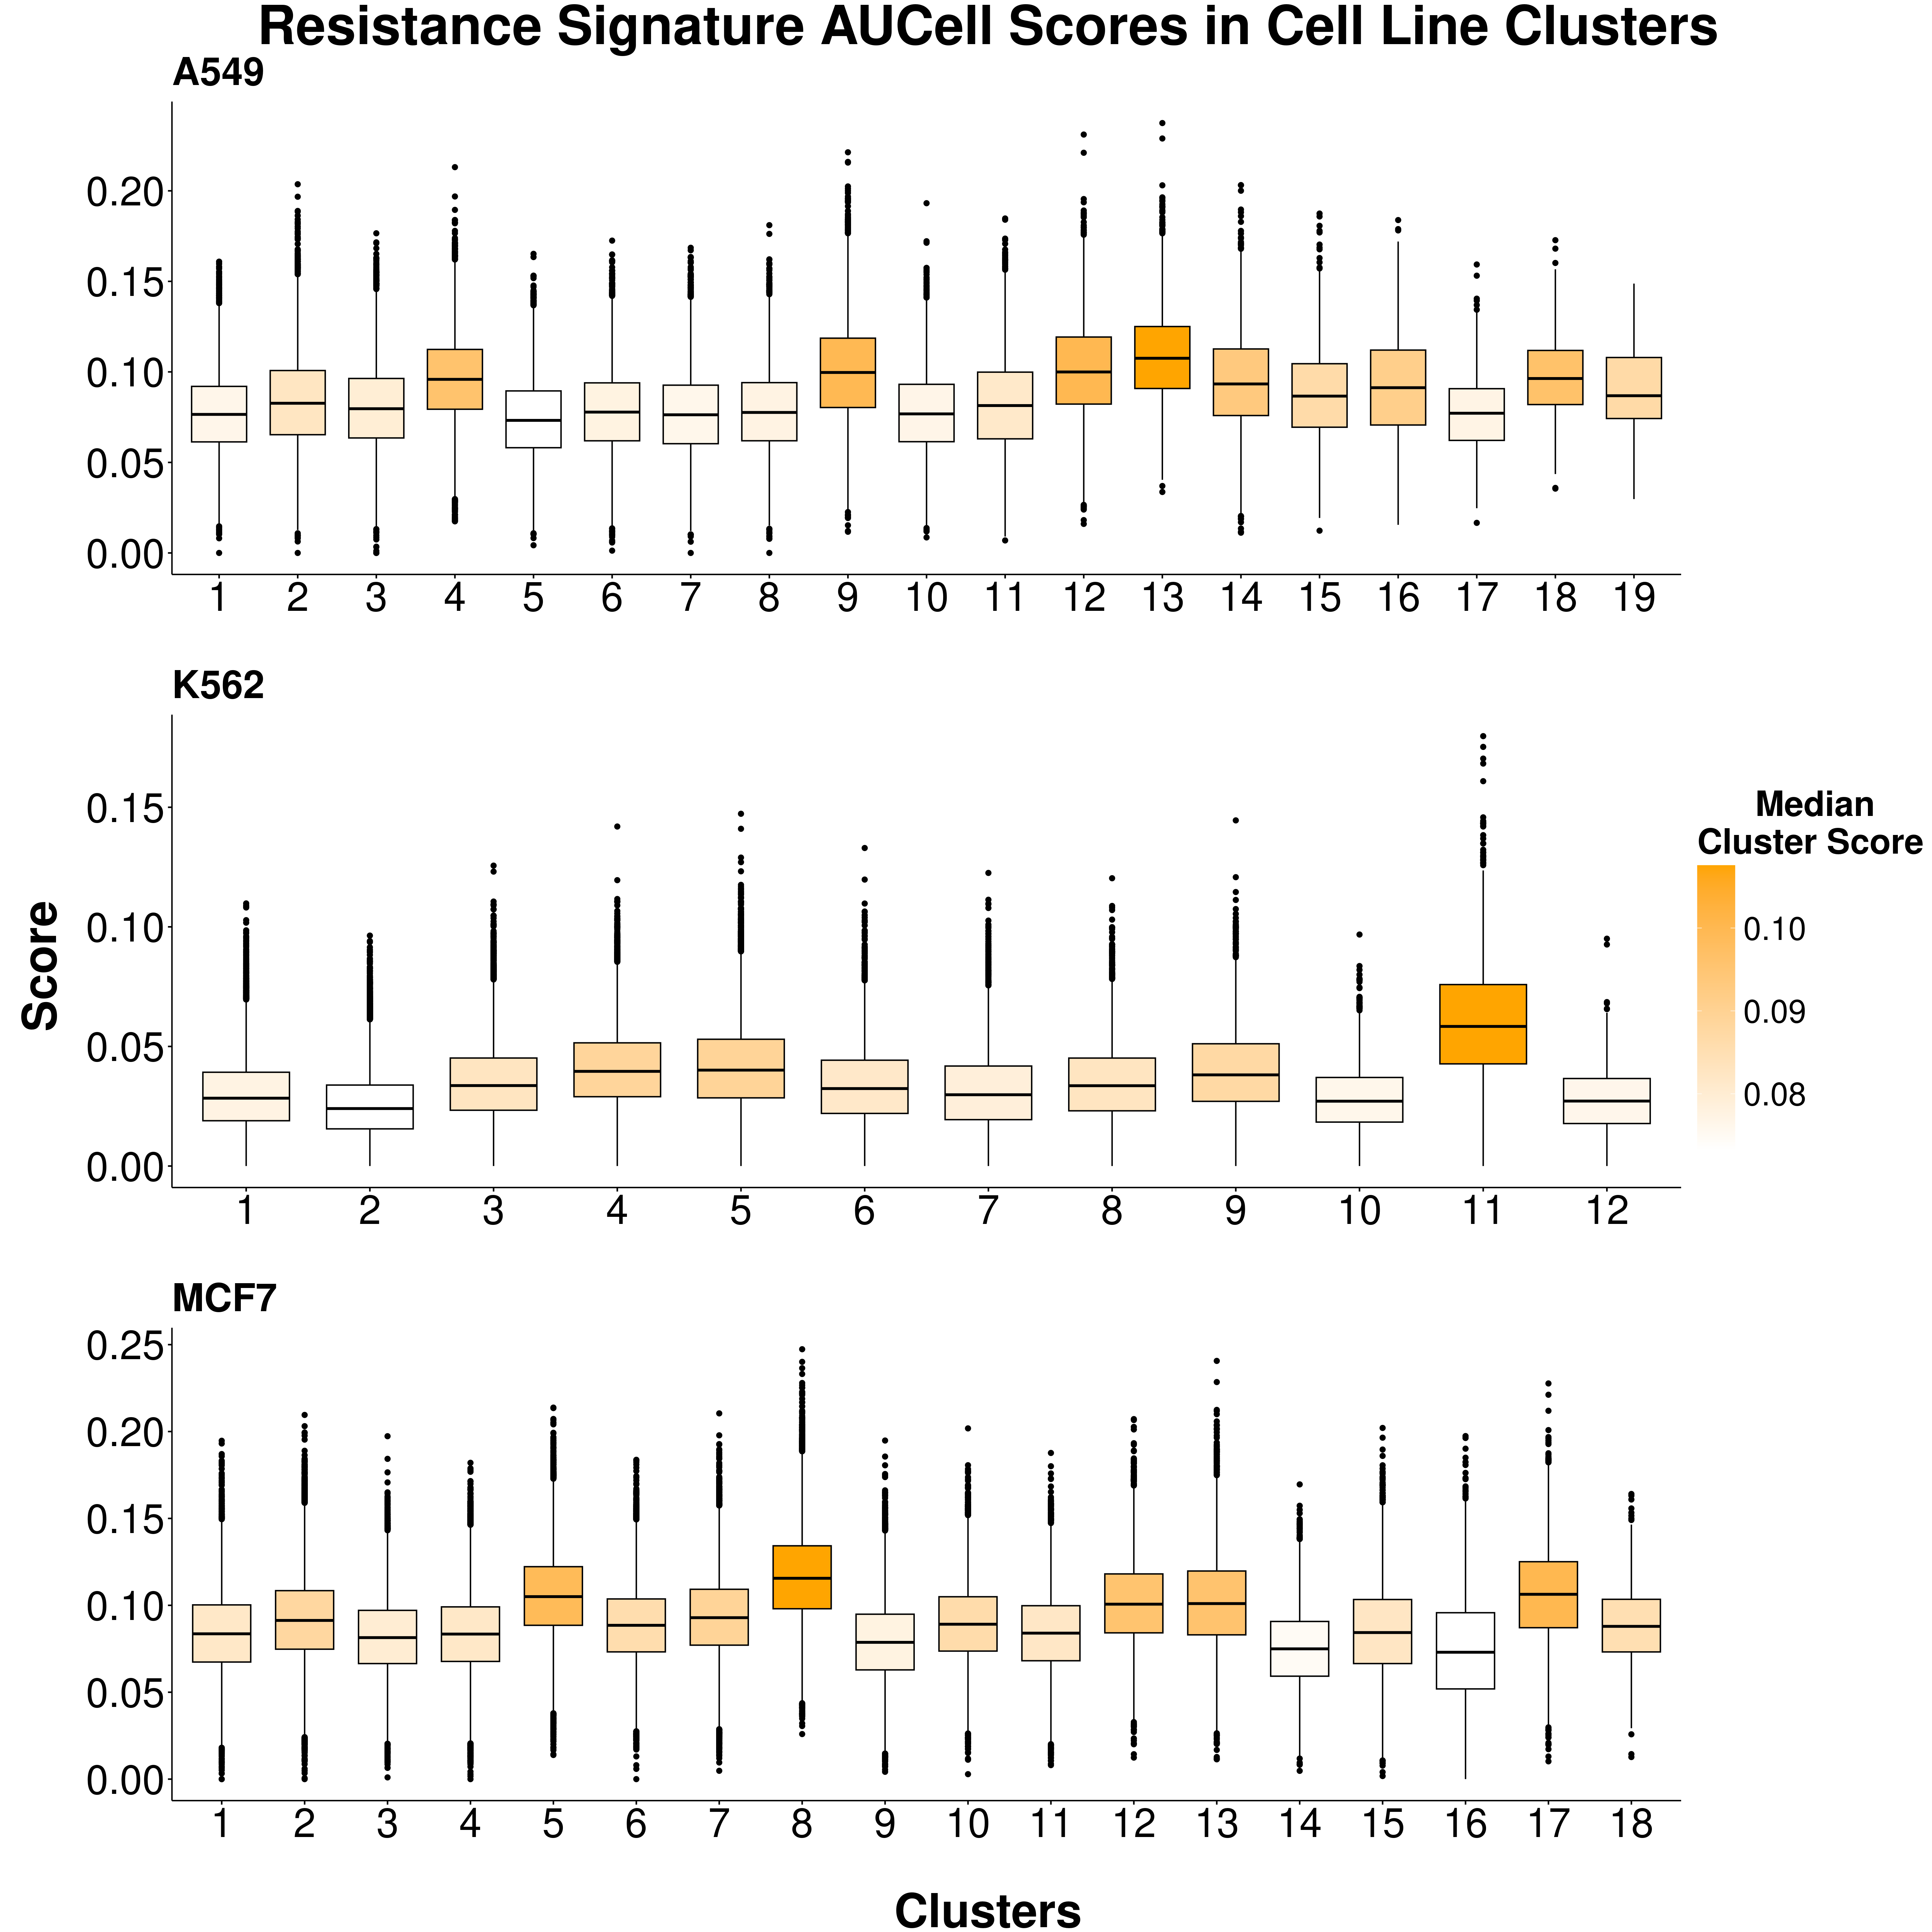 Resistance Signature AUCell Scores in Cell Line Clusters
A549
0.20
0.15
0.10
0.05
0.00
1 2 3 4 5 6 7 8 9 10 11 12 13 14 15 16 17 18 19
K562
0.15
0.10
0.05
0.00
1 2 3 4 5 6 7 8 9 10 11 12
Score
Median
Cluster Score
0.10
0.09
0.08
MCF7
0.25
0.20
0.15
0.10
0.05
0.00
1 2 3 4 5 6 7 8 9 10 11 12 13 14 15 16 17 18
Clusters